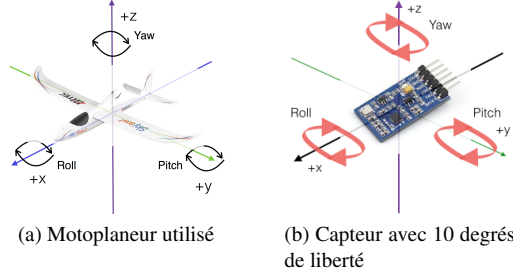 +z
Yaw
Roll
+x
Pitch
+y
(a) Motoplaneur utilisé
+z
Yaw
Roll
+x
Pitch
+y
(b) Capteur avec 10 degrés
de liberté